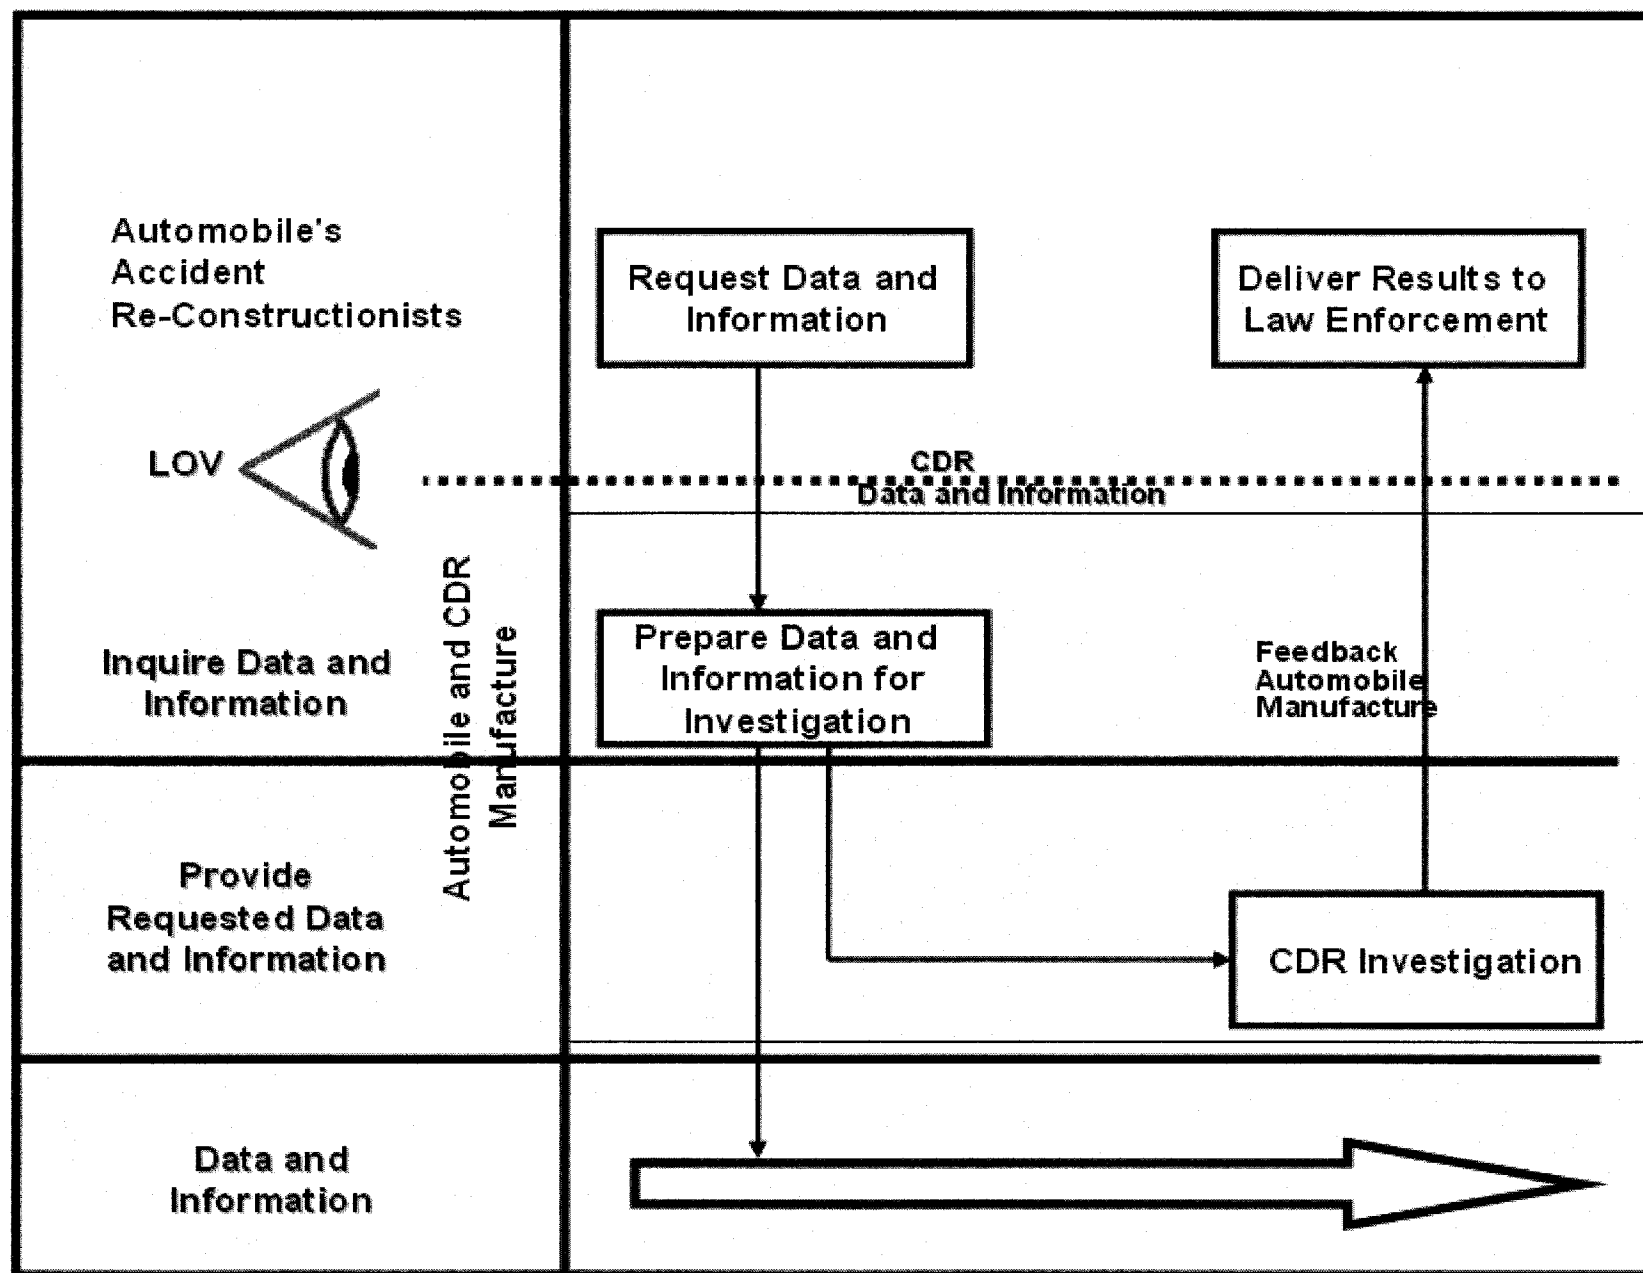 Automobile's
Accident
Re-Constructionists
Request Data and
Information
Deliver Results to
Law Enforcement
LOV
CDR
Data and Information
Automobile and CDR
Manufacture
Inquire Data and
Information
Prepare Data and
Information for
Investigation
Feedback
Automobile
Manufacture
Provide
Requested Data
and Information
CDR Investigation
Data and
Information